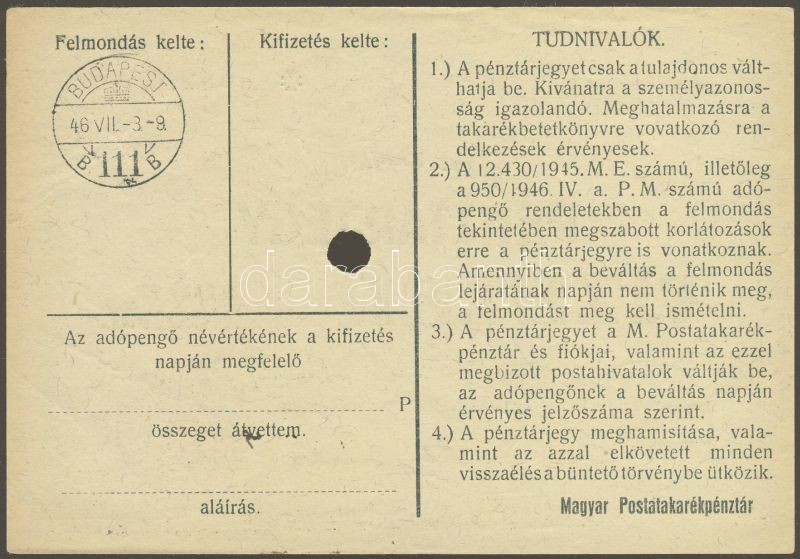 Felmondás kelte:
BUDAPEST
46 VII.-3.-9.
B 111 B
Kifizetés kelte:
Az adópengő névértékének a kifizetés
napján megfelelő
P
összeget átvettem.
aláírás.
TUDNIVALÓK.
1.) A pénztárjegyet csak a tulajdonos vált-
hatja be. Kivánatra a személyazonos-
ság igazolandó. Meghatalmazásra a
takarékbetetkönyvre vovatkozó ren-
delkezések érvényesek.
2.) A 12.430/1945. M. E. számú, illetőleg
a 950/1946. IV. a. P. M. számú adó-
pengő rendeletekben a felmondás
tekintetében megszabott korlátozások
erre a pénztárjegyre is vonatkoznak.
Amennyiben a beváltás a felmondás
lejáratának napján nem történik meg,
a felmondást meg kell ismételni.
3.) A pénztárjegyet a M. Postatakarék-
pénztár és fiókjai, valamint az ezzel
megbizott postahivatalok váltják be,
az adópengőnek a beváltás napján
érvényes jelzőszáma szerint.
4.) A pénztárjegy meghamisítása, vala-
mint az azzal elkövetett minden
visszaélés a büntető törvénybe ütközik.
Magyar Postatakarékpénztár
darabanth